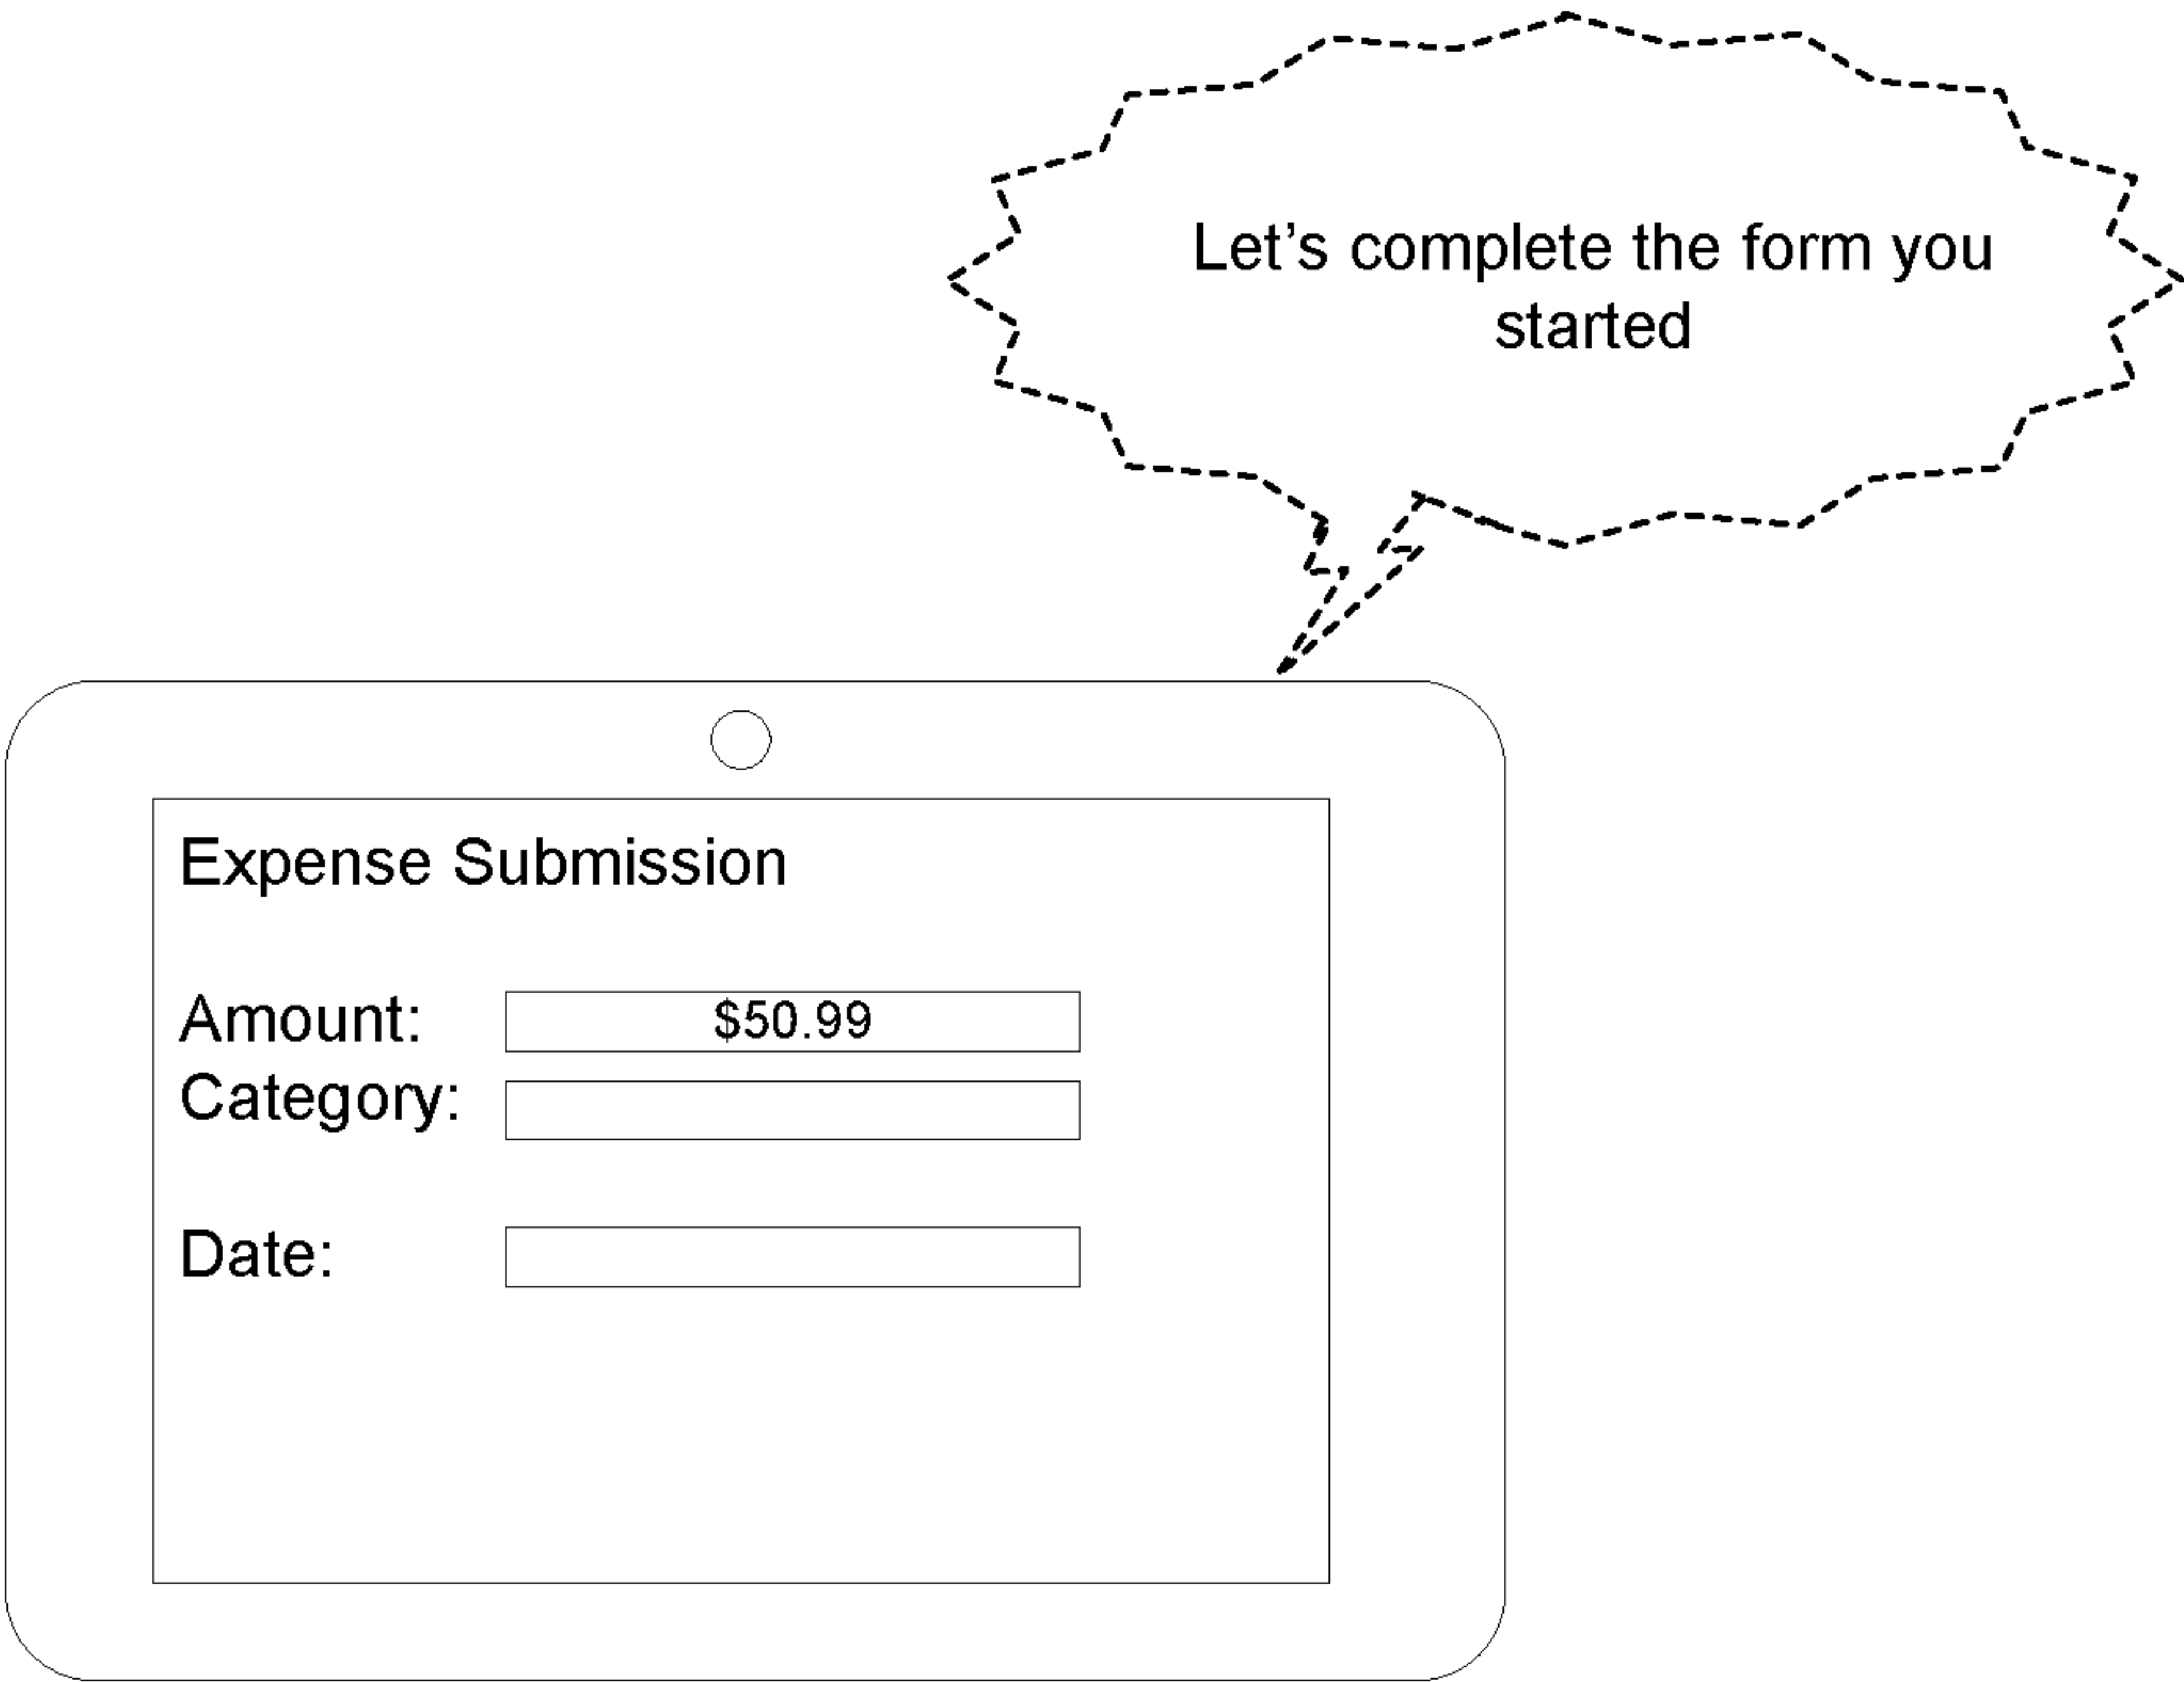 Let's complete the form you
started
Expense Submission
Amount: $50.99
Category:
Date: